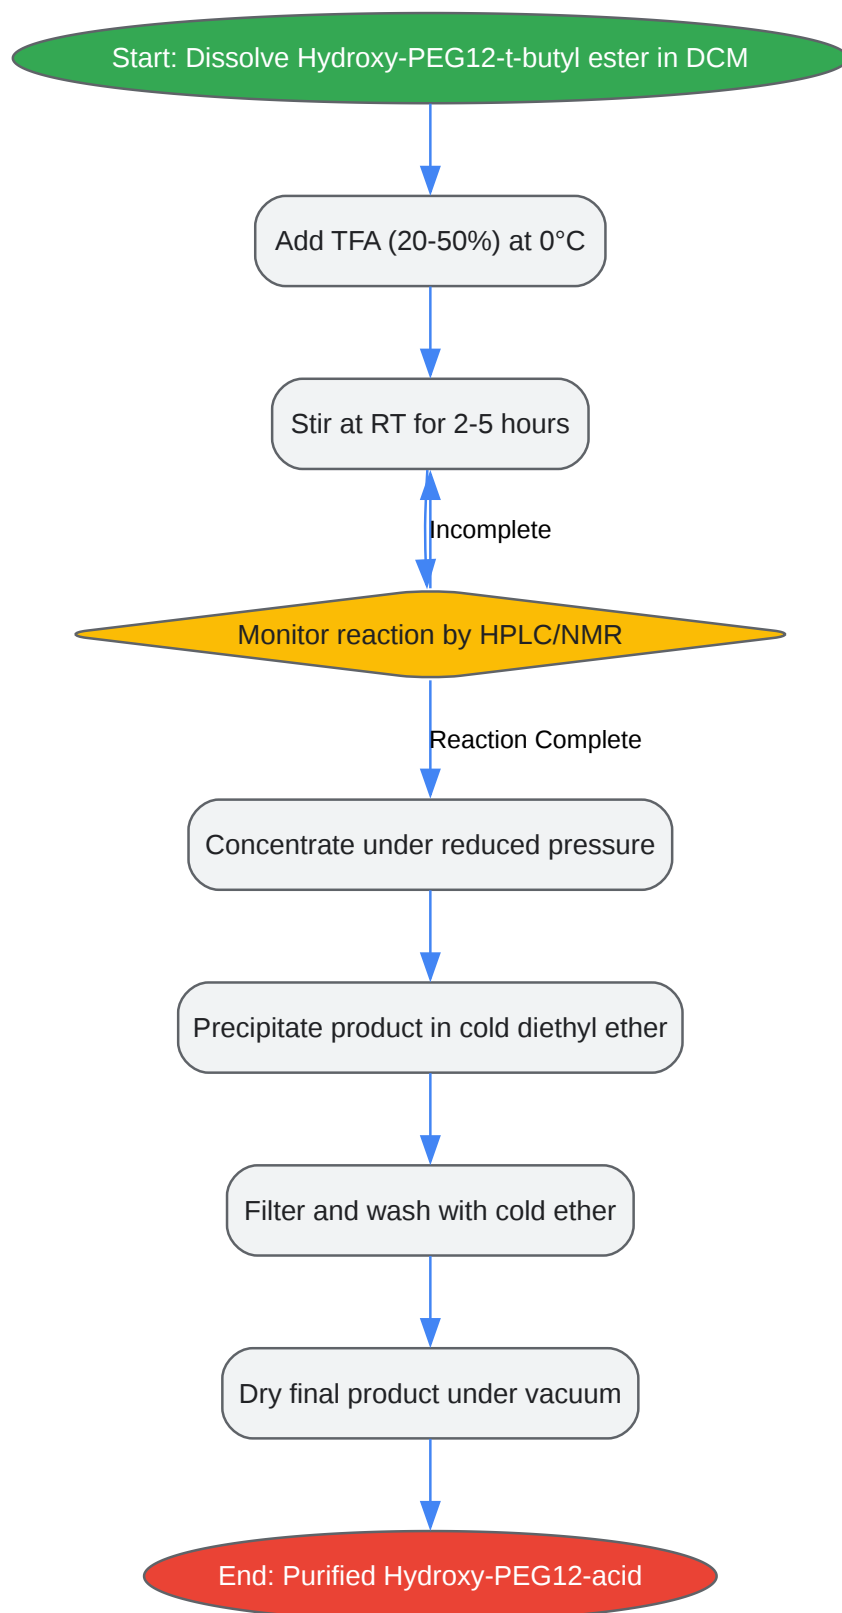 Start: Dissolve Hydroxy-PEG12-t-butyl ester in DCM
Add TFA (20-50%) at 0°C
Stir at RT for 2-5 hours
Incomplete
Monitor reaction by HPLC/NMR
Reaction Complete
Concentrate under reduced pressure
Precipitate product in cold diethyl ether
Filter and wash with cold ether
Dry final product under vacuum
End: Purified Hydroxy-PEG12-acid